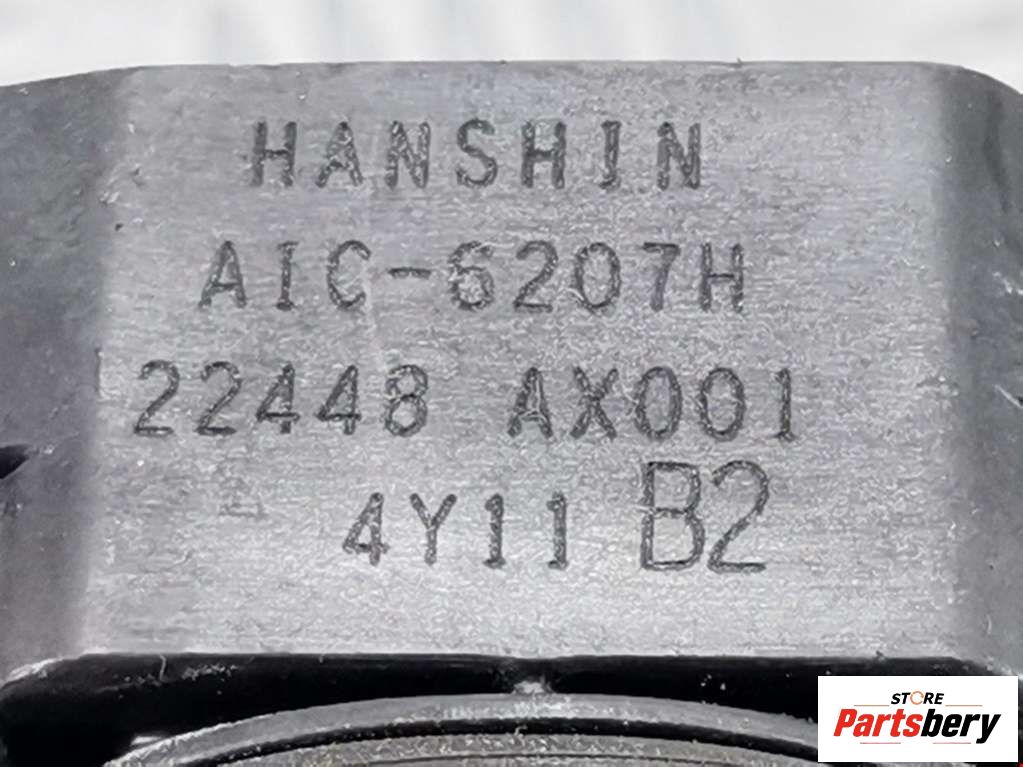 HANSHIN
AIC-6207H
22448 AX001
4Y11 B2
STORE
Partsbery